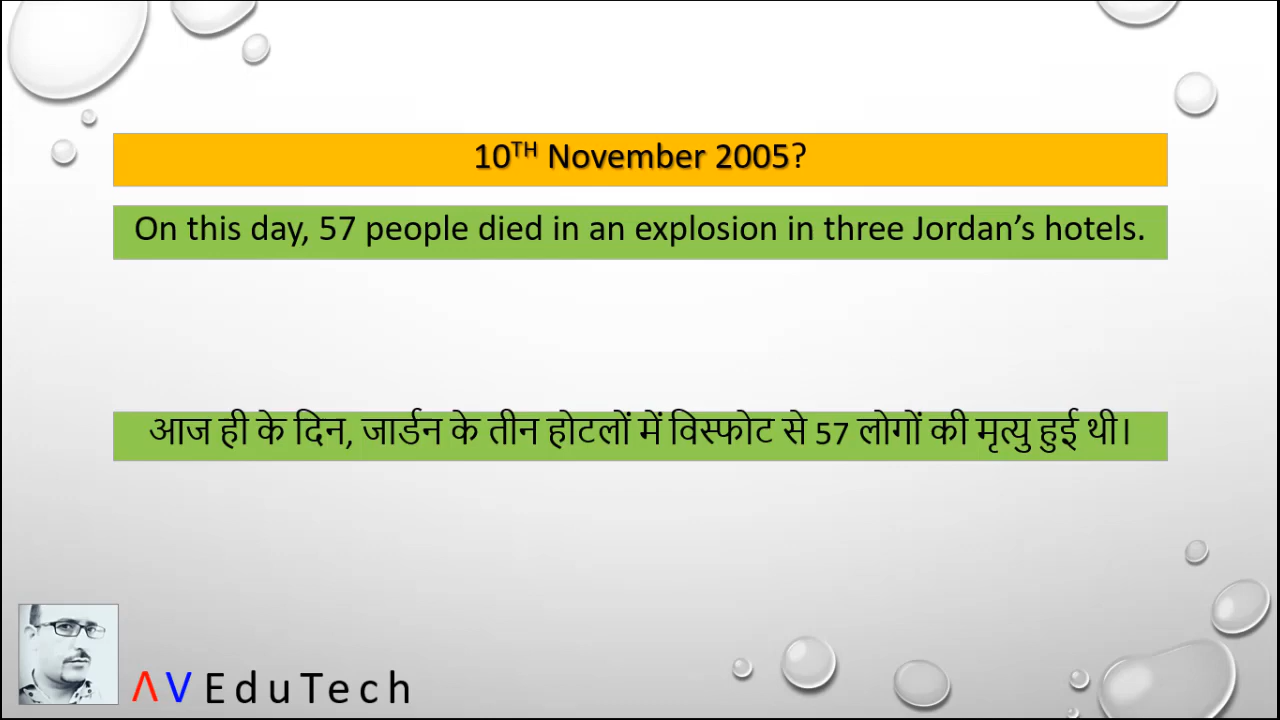 10TH November 2005?
On this day, 57 people died in an explosion in three Jordan’s hotels.
आज ही के दिन, जार्डन के तीन होटलों में विस्फोट से 57 लोगों की मृत्यु हुई थी।
ΛV EduTech